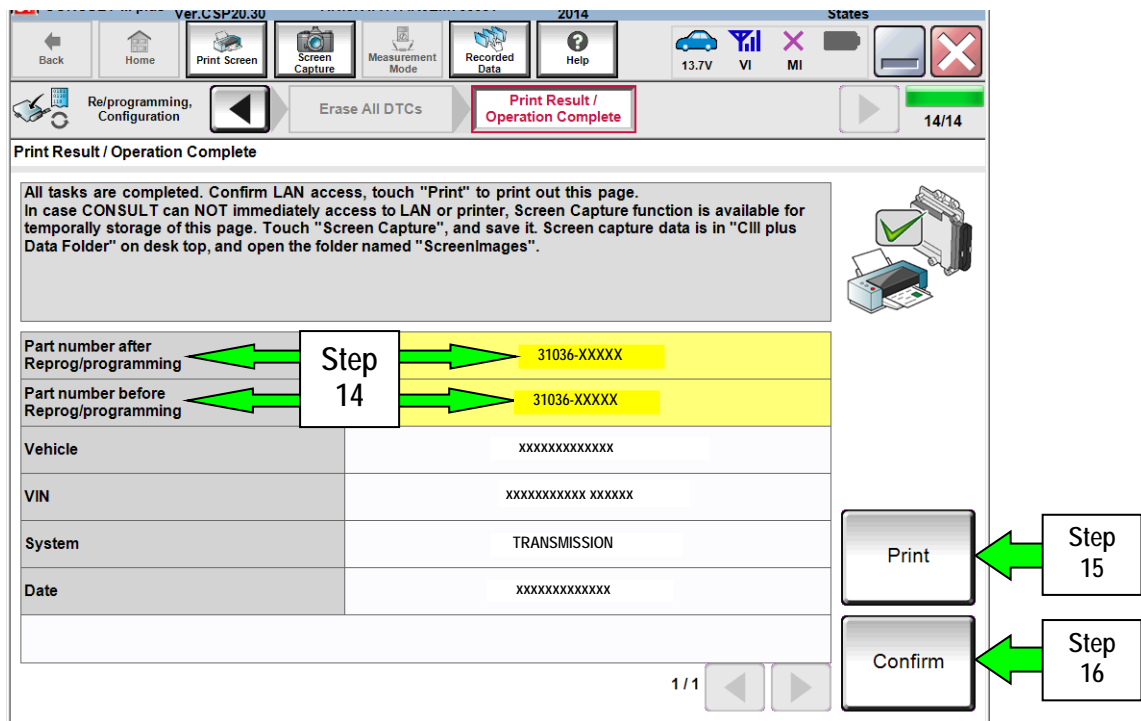 Ver.CSP20.30
2014
States
Back
Home
Print Screen
Screen
Capture
Measurement
Mode
Recorded
Data
Help
13.7V
VI
MI
Re/programming,
Configuration
Erase All DTCs
Print Result /
Operation Complete
14/14
Print Result / Operation Complete
All tasks are completed. Confirm LAN access, touch "Print" to print out this page.
In case CONSULT can NOT immediately access to LAN or printer, Screen Capture function is available for
temporally storage of this page. Touch "Screen Capture", and save it. Screen capture data is in "CIII plus
Data Folder" on desk top, and open the folder named "ScreenImages".
Part number after
Reprog/programming
31036-XXXXX
Step
14
Part number before
Reprog/programming
31036-XXXXX
Vehicle
XXXXXXXXXXXXX
VIN
XXXXXXXXXXX XXXXXX
System
TRANSMISSION
Date
XXXXXXXXXXXXX
Print
Step
15
Confirm
Step
16
1/1